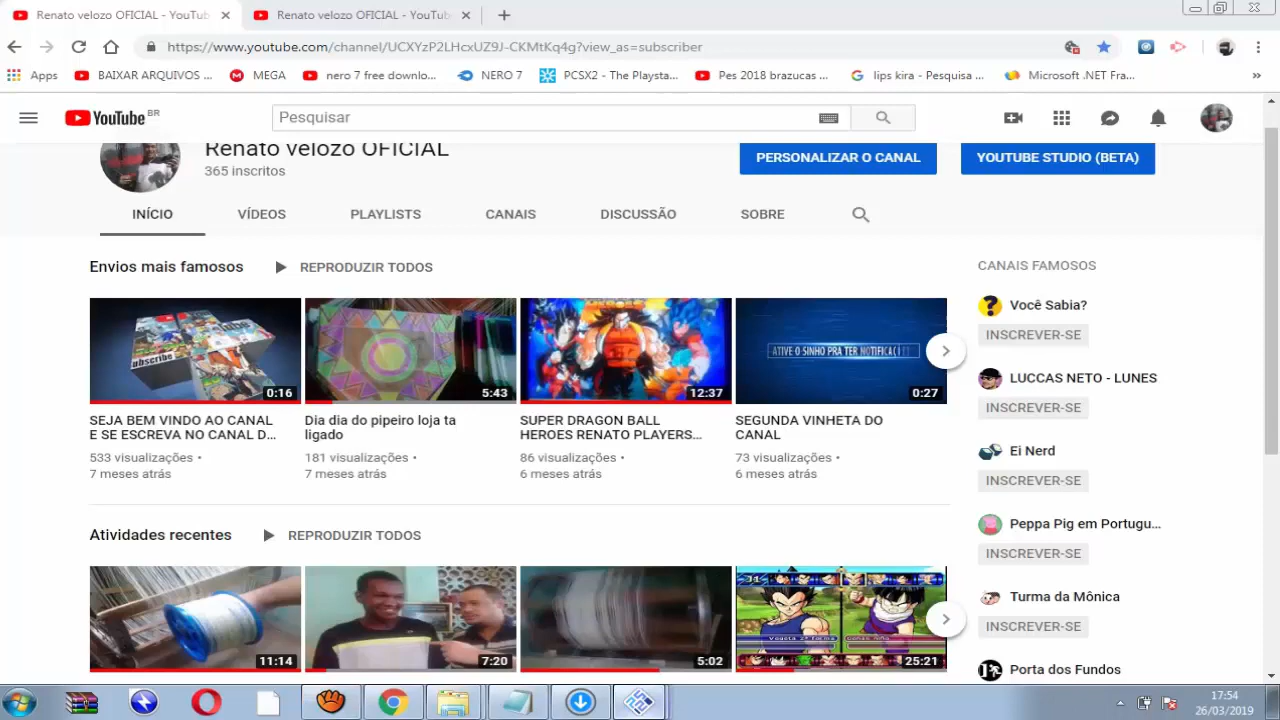 Renato velozo OFICIAL - YouTub
Renato velozo OFICIAL - YouTub
https://www.youtube.com/channel/UCXYzP2LHcxUZ9J-CKMtKq4g?view_as=subscriber
Apps
BAIXAR ARQUIVOS ...
MEGA
nero 7 free downlo...
NERO 7
PCSX2 - The Playsta...
Pes 2018 brazucas ...
lips kira - Pesquisa ...
Microsoft .NET Fra...
YouTube BR
Pesquisar
Renato velozo OFICIAL
365 inscritos
PERSONALIZAR O CANAL
YOUTUBE STUDIO (BETA)
INÍCIO
VÍDEOS
PLAYLISTS
CANAIS
DISCUSSÃO
SOBRE
Envios mais famosos
REPRODUZIR TODOS
ubscribe
0:16
5:43
12:37
ATIVE O SINHO PRA TER NOTIFICA
0:27
SEJA BEM VINDO AO CANAL
E SE ESCREVA NO CANAL D...
533 visualizações •
7 meses atrás
Dia dia do pipeiro loja ta
ligado
181 visualizações •
7 meses atrás
SUPER DRAGON BALL
HEROES RENATO PLAYERS...
86 visualizações •
6 meses atrás
SEGUNDA VINHETA DO
CANAL
73 visualizações •
6 meses atrás
Atividades recentes
REPRODUZIR TODOS
11:14
7:20
5:02
25:21
CANAIS FAMOSOS
Você Sabia?
INSCREVER-SE
LUCCAS NETO - LUNES
INSCREVER-SE
Ei Nerd
INSCREVER-SE
Peppa Pig em Portugu...
INSCREVER-SE
Turma da Mônica
INSCREVER-SE
Porta dos Fundos
17:54
26/03/2019